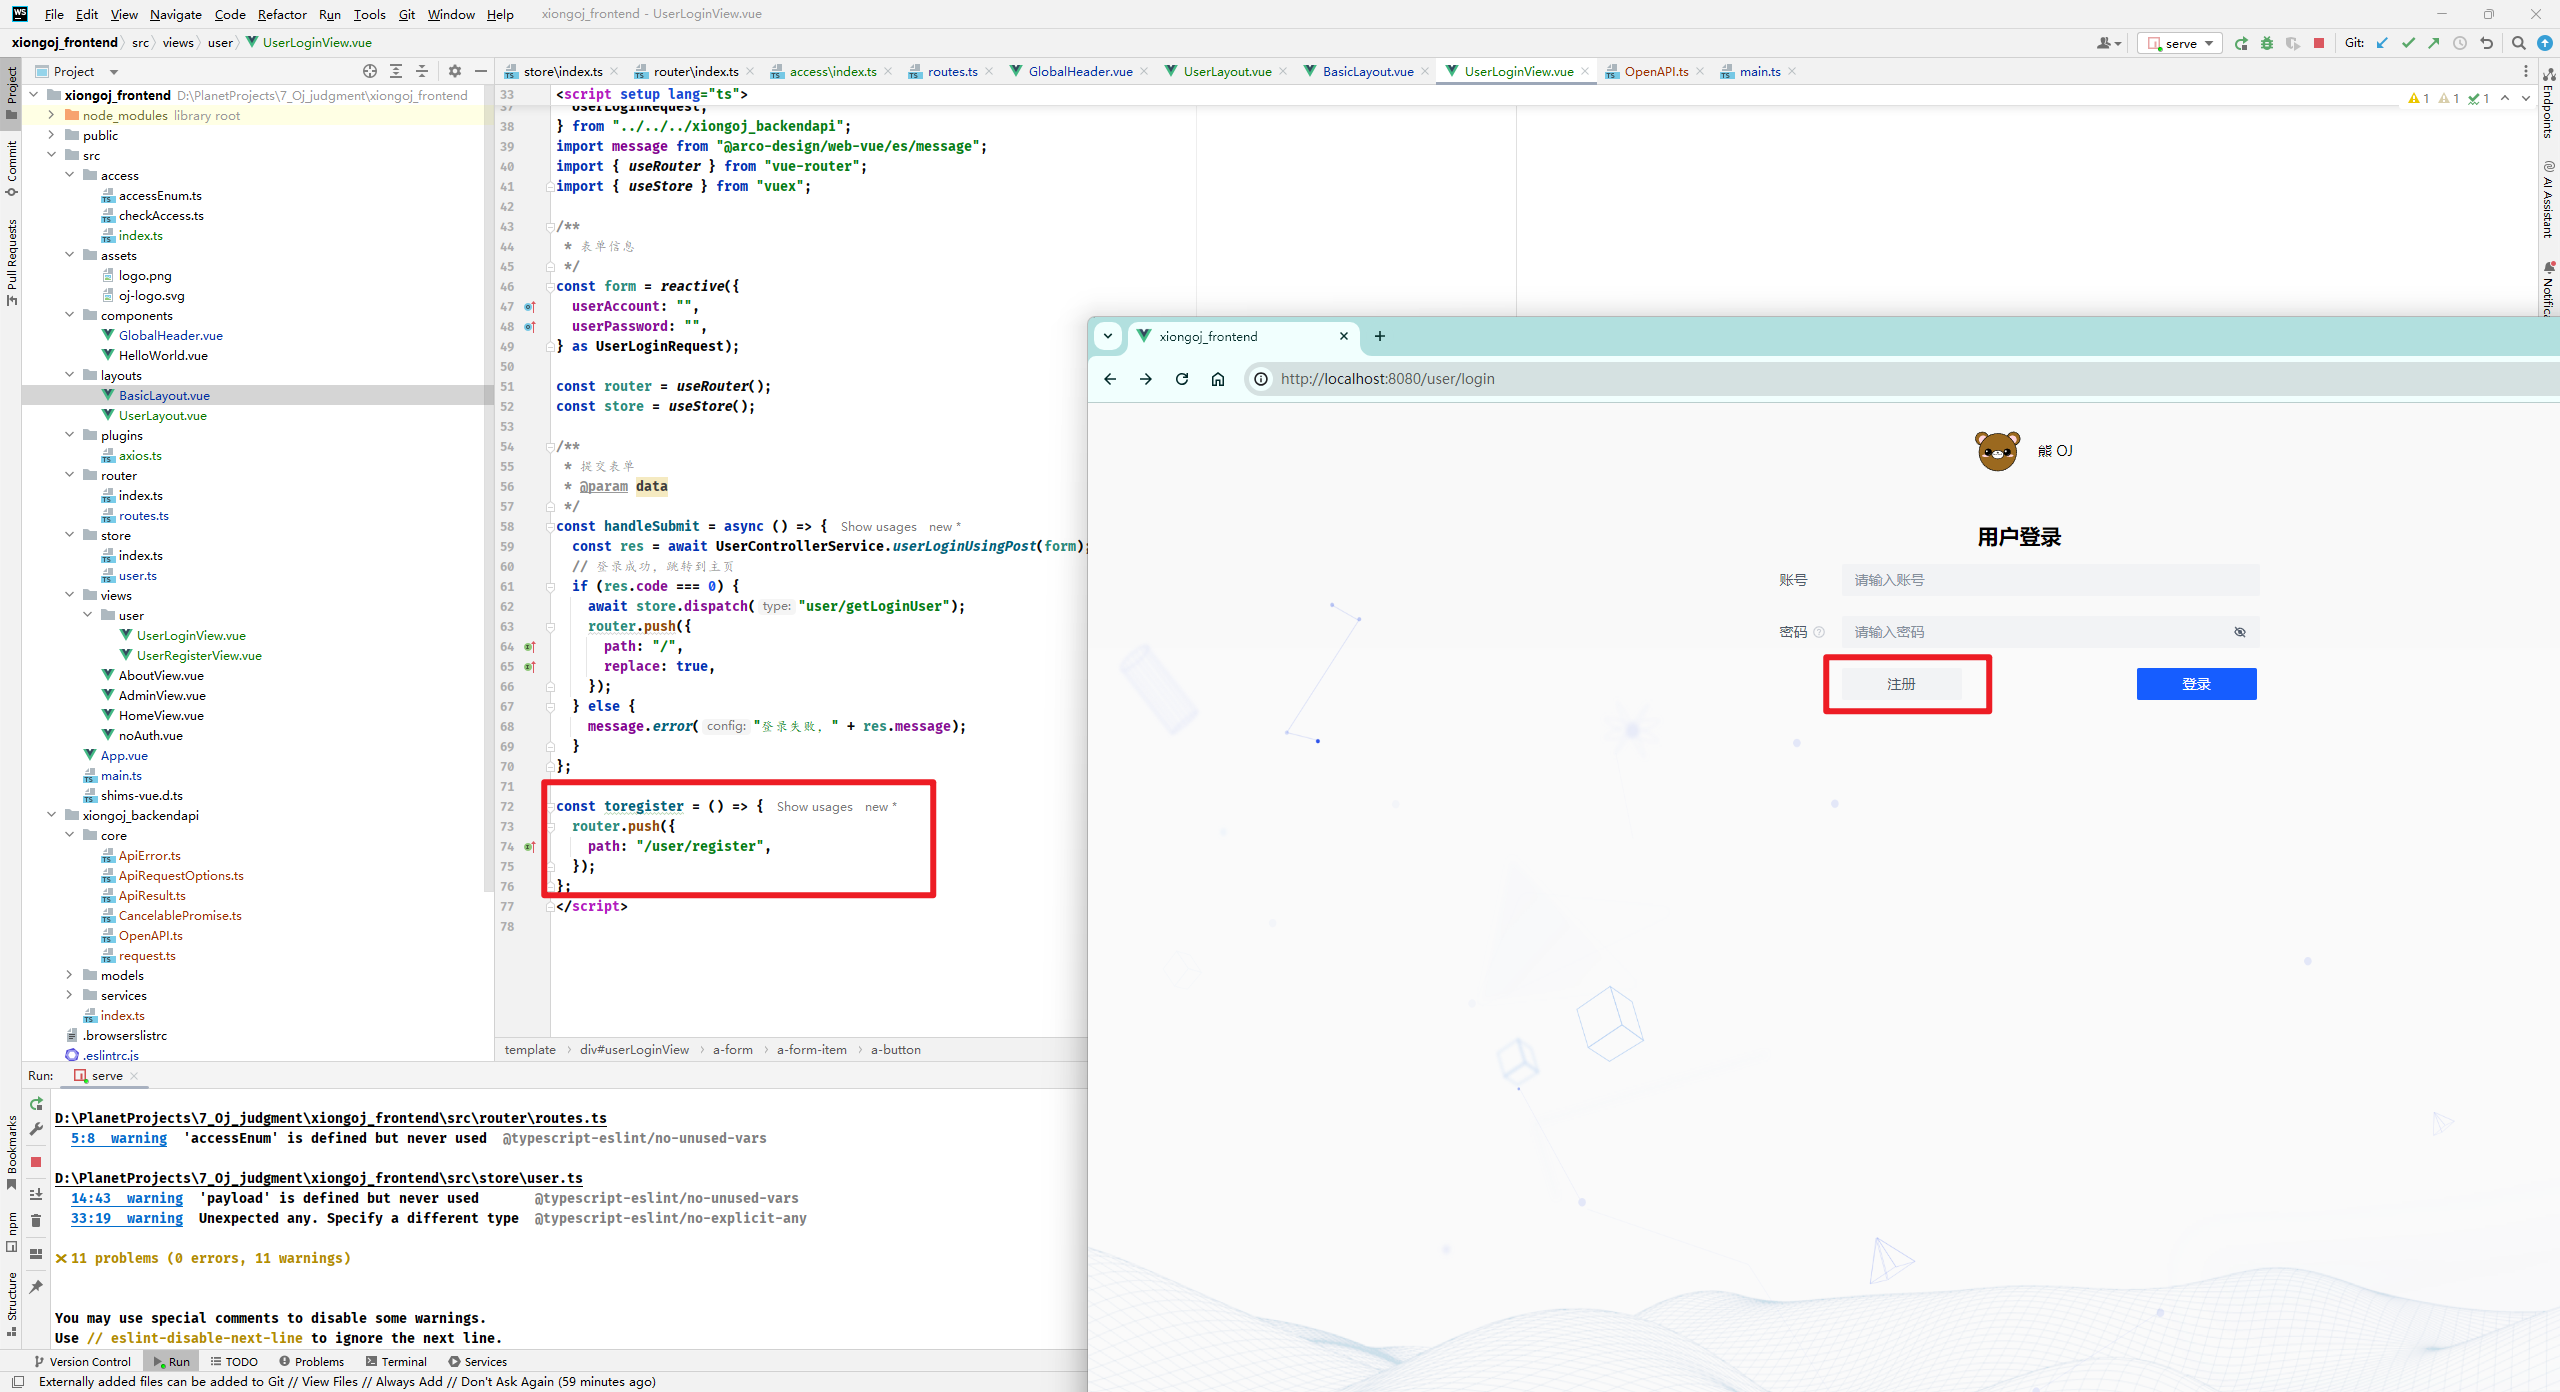 File Edit View Navigate Code Refactor Run Tools Git Window Help xiongoj_frontend - UserLoginView.vue
xiongoj_frontend src views user UserLoginView.vue
serve Git:
Project
store\index.ts router\index.ts access\index.ts routes.ts GlobalHeader.vue UserLayout.vue BasicLayout.vue UserLoginView.vue OpenAPI.ts main.ts
Project
Commit
Pull Requests
Bookmarks
npm
Structure
xiongoj_frontend D:\PlanetProjects\7_Oj_judgment\xiongoj_frontend
node_modules library root
public
src
access
accessEnum.ts
checkAccess.ts
index.ts
assets
logo.png
oj-logo.svg
components
GlobalHeader.vue
HelloWorld.vue
layouts
BasicLayout.vue
UserLayout.vue
plugins
axios.ts
router
index.ts
routes.ts
store
index.ts
user.ts
views
user
UserLoginView.vue
UserRegisterView.vue
AboutView.vue
AdminView.vue
HomeView.vue
noAuth.vue
App.vue
main.ts
shims-vue.d.ts
xiongoj_backendapi
core
ApiError.ts
ApiRequestOptions.ts
ApiResult.ts
CancelablePromise.ts
OpenAPI.ts
request.ts
models
services
index.ts
.browserslistrc
.eslintrc.js
33 <script setup lang="ts">
37 UserLoginRequest,
38 } from "../../../xiongoj_backendapi";
39 import message from "@arco-design/web-vue/es/message";
40 import { useRouter } from "vue-router";
41 import { useStore } from "vuex";
42
43 /**
44 * 表单信息
45 */
46 const form = reactive({
47 userAccount: "",
48 userPassword: "",
49 } as UserLoginRequest);
50
51 const router = useRouter();
52 const store = useStore();
53
54 /**
55 * 提交表单
56 * @param data
57 */
58 const handleSubmit = async () => { Show usages new *
59 const res = await UserControllerService.userLoginUsingPost(form);
60 // 登录成功，跳转到主页
61 if (res.code === 0) {
62 await store.dispatch( type: "user/getLoginUser");
63 router.push({
64 path: "/",
65 replace: true,
66 });
67 } else {
68 message.error( config: "登录失败，" + res.message);
69 }
70 };
71
72 const toregister = () => { Show usages new *
73 router.push({
74 path: "/user/register",
75 });
76 };
77 </script>
78
1 1 1
Endpoints
AI Assistant
template div#userLoginView a-form a-form-item a-button
xiongoj_frontend
http://localhost:8080/user/login
熊 OJ
用户登录
账号 请输入账号
密码 请输入密码
注册 登录
Run: serve
D:\PlanetProjects\7_Oj_judgment\xiongoj_frontend\src\router\routes.ts
5:8 warning 'accessEnum' is defined but never used @typescript-eslint/no-unused-vars
D:\PlanetProjects\7_Oj_judgment\xiongoj_frontend\src\store\user.ts
14:43 warning 'payload' is defined but never used @typescript-eslint/no-unused-vars
33:19 warning Unexpected any. Specify a different type @typescript-eslint/no-explicit-any
✖ 11 problems (0 errors, 11 warnings)
You may use special comments to disable some warnings.
Use // eslint-disable-next-line to ignore the next line.
Version Control Run TODO Problems Terminal Services
Externally added files can be added to Git // View Files // Always Add // Don't Ask Again (59 minutes ago)